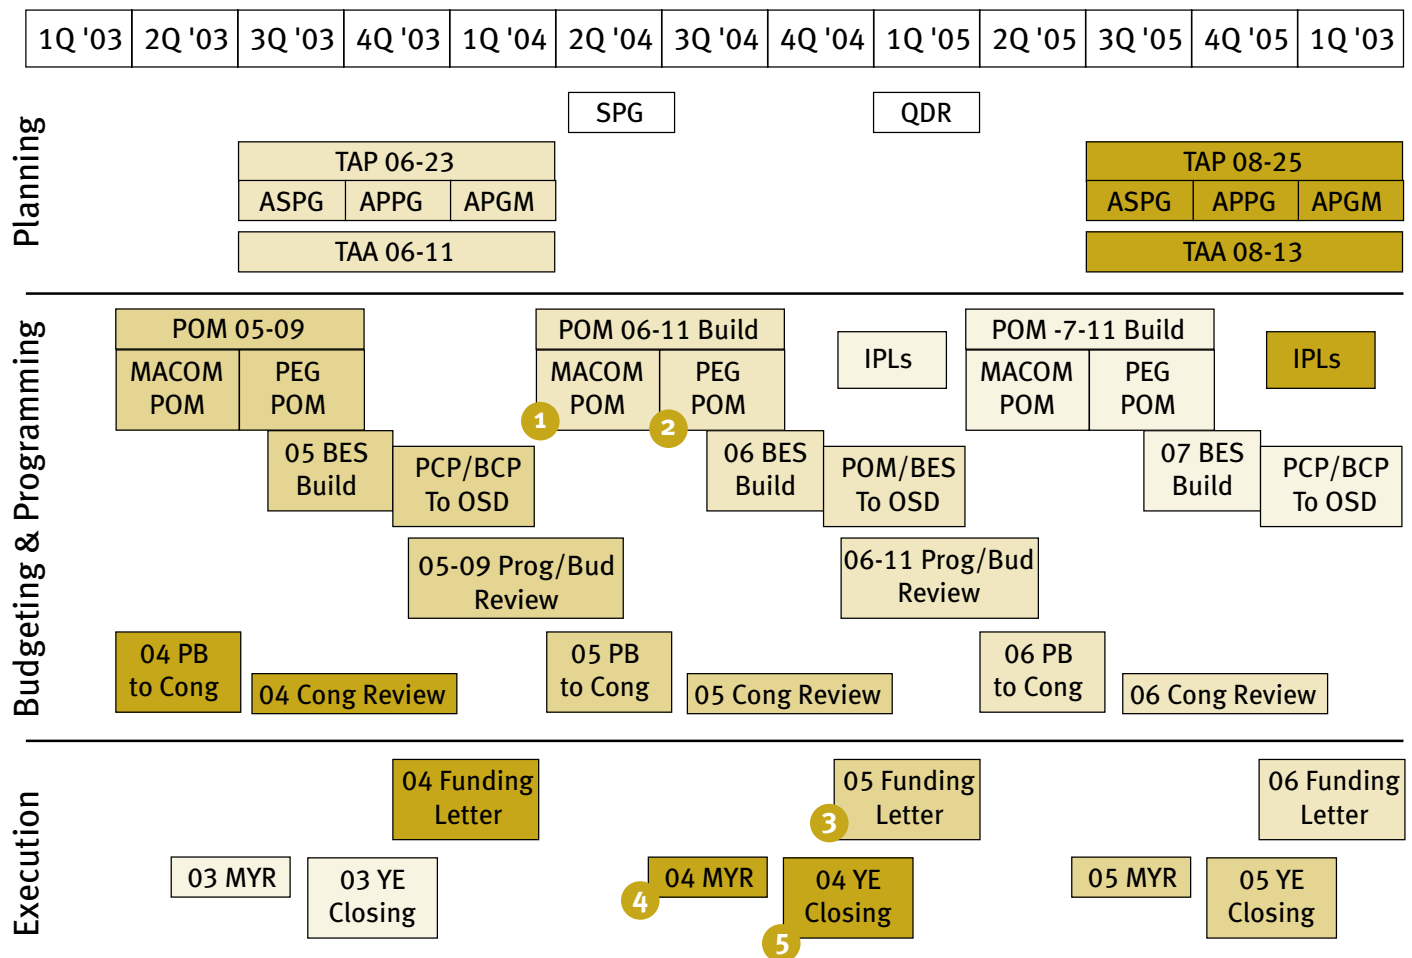 1Q '03 2Q '03 3Q '03 4Q '03 1Q '04 2Q '04 3Q '04 4Q '04 1Q '05 2Q '05 3Q '05 4Q '05 1Q '03
Planning
SPG QDR
TAP 06-23 TAP 08-25
ASPG APPG APGM ASPG APPG APGM
TAA 06-11 TAA 08-13
Budgeting & Programming
POM 05-09 POM 06-11 Build POM -7-11 Build
IPLs IPLs
MACOM PEG MACOM PEG MACOM PEG
POM POM POM POM POM POM
1 2
05 BES 06 BES 07 BES
Build Build Build
PCP/BCP POM/BES PCP/BCP
To OSD To OSD To OSD
05-09 Prog/Bud 06-11 Prog/Bud
Review Review
04 PB 05 PB 06 PB
to Cong to Cong to Cong
04 Cong Review 05 Cong Review 06 Cong Review
Execution
04 Funding 05 Funding 06 Funding
Letter Letter Letter
3
03 MYR 04 MYR 05 MYR
4
03 YE 04 YE 05 YE
Closing Closing Closing
5